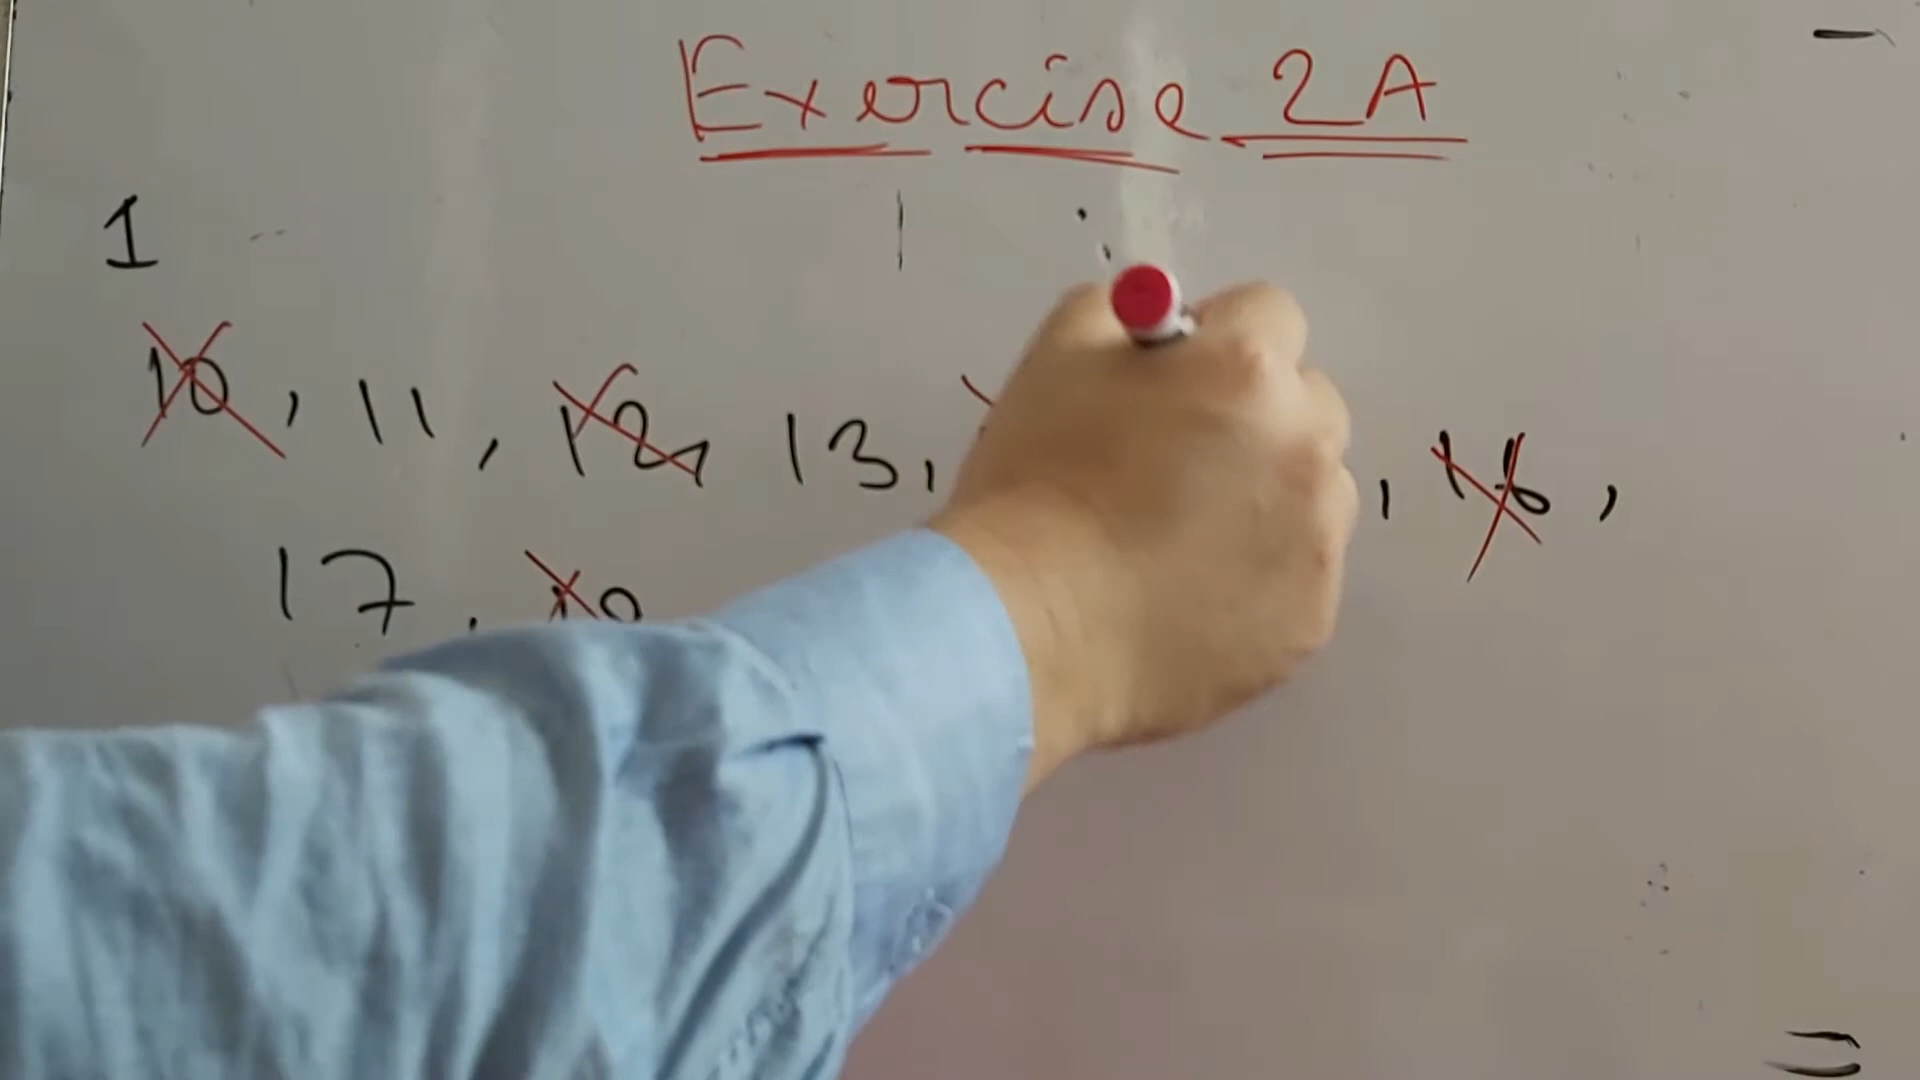 Exercise 2A
1
10, 11, 12, 13,
, 16,
17,